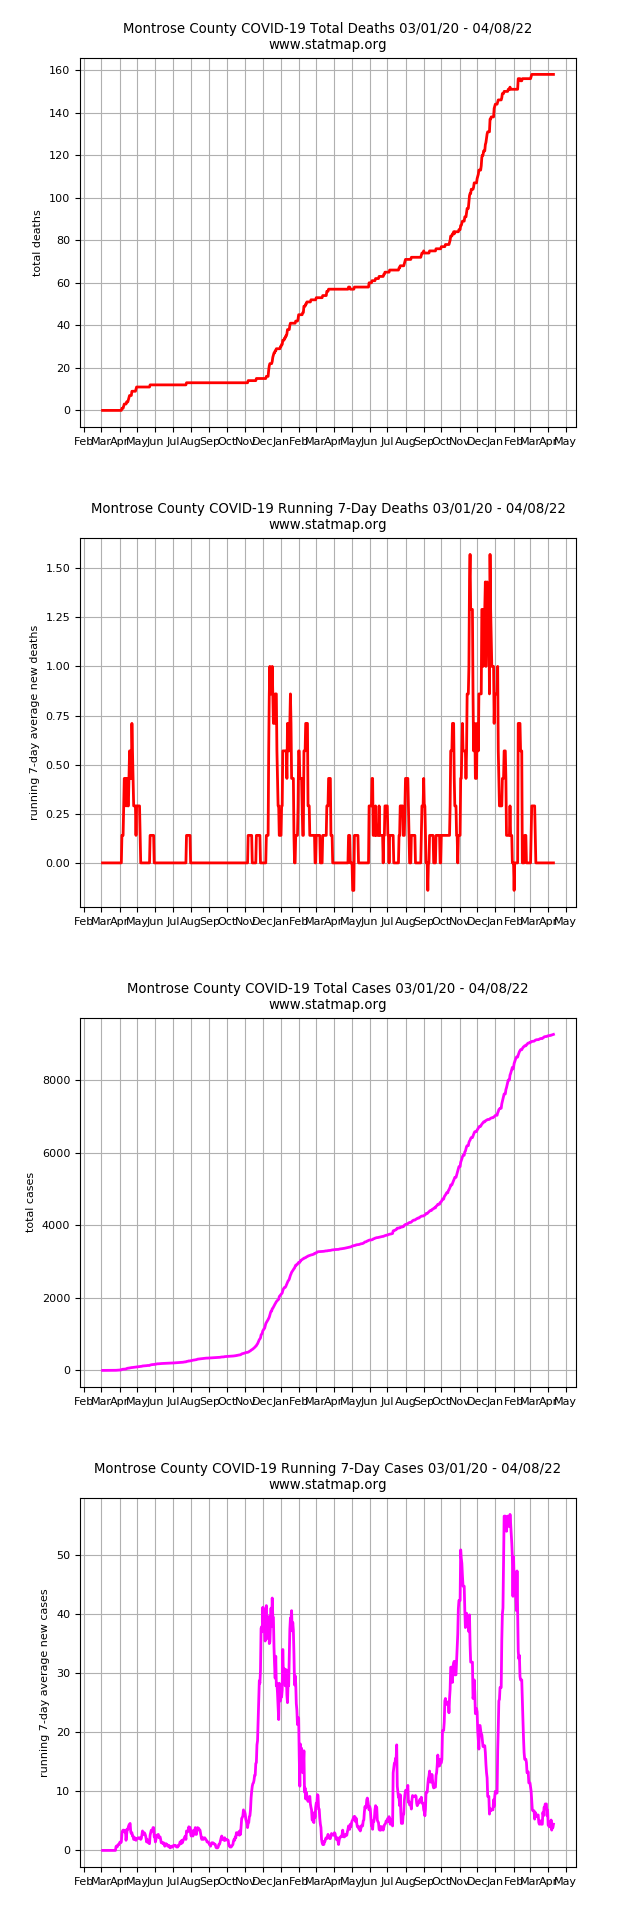 Montrose County COVID-19 Total Deaths 03/01/20 - 04/08/22
www.statmap.org
160
140
120
100
80
60
40
20
0
total deaths
Feb Mar Apr May Jun Jul Aug Sep Oct Nov Dec Jan Feb Mar Apr May Jun Jul Aug Sep Oct Nov Dec Jan Feb Mar Apr May
Montrose County COVID-19 Running 7-Day Deaths 03/01/20 - 04/08/22
www.statmap.org
1.50
1.25
1.00
0.75
0.50
0.25
0.00
running 7-day average new deaths
Feb Mar Apr May Jun Jul Aug Sep Oct Nov Dec Jan Feb Mar Apr May Jun Jul Aug Sep Oct Nov Dec Jan Feb Mar Apr May
Montrose County COVID-19 Total Cases 03/01/20 - 04/08/22
www.statmap.org
8000
6000
4000
2000
0
total cases
Feb Mar Apr May Jun Jul Aug Sep Oct Nov Dec Jan Feb Mar Apr May Jun Jul Aug Sep Oct Nov Dec Jan Feb Mar Apr May
Montrose County COVID-19 Running 7-Day Cases 03/01/20 - 04/08/22
www.statmap.org
50
40
30
20
10
0
running 7-day average new cases
Feb Mar Apr May Jun Jul Aug Sep Oct Nov Dec Jan Feb Mar Apr May Jun Jul Aug Sep Oct Nov Dec Jan Feb Mar Apr May